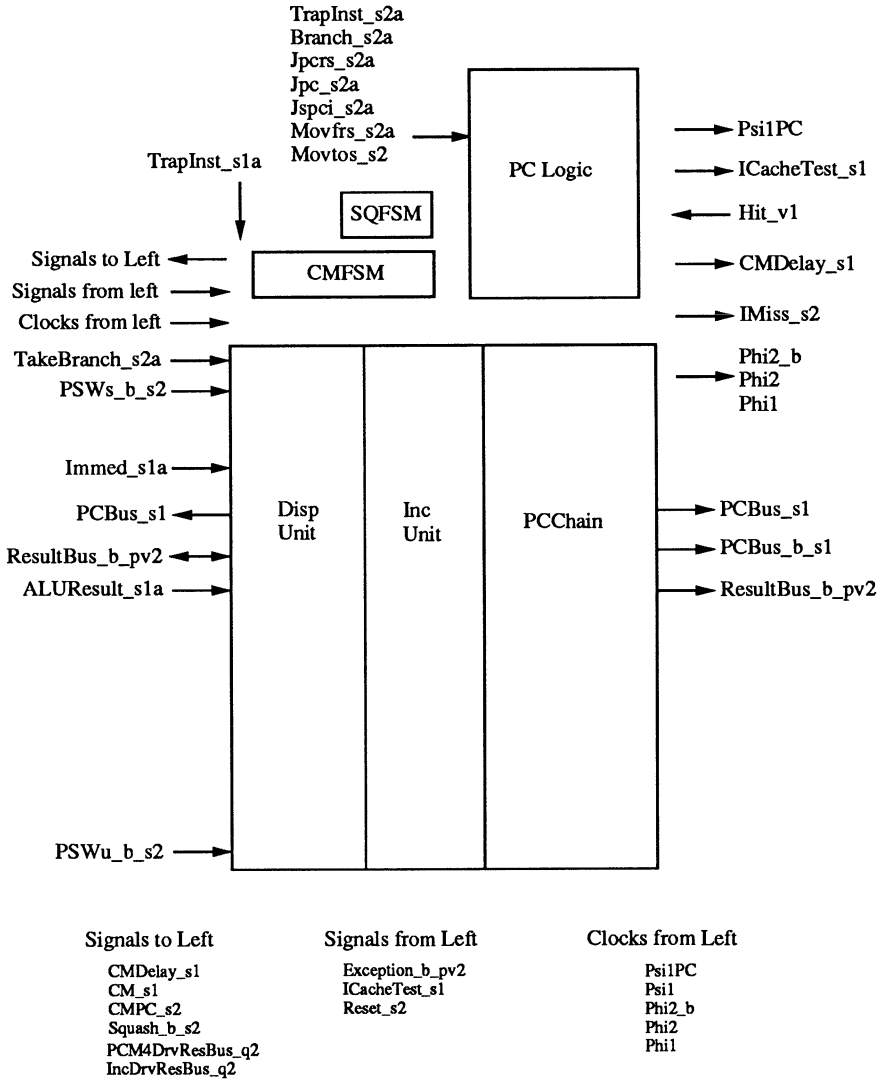 TrapInst_s2a
Branch_s2a
Jpcrs_s2a
Jpc_s2a
Jspci_s2a
Movfrs_s2a
Movtos_s2
TrapInst_s1a
PC Logic
SQFSM
CMFSM
Psi1PC
ICacheTest_s1
Hit_v1
CMDelay_s1
IMiss_s2
Phi2_b
Phi2
Phi1
Signals to Left
Signals from left
Clocks from left
TakeBranch_s2a
PSWs_b_s2
Immed_s1a
PCBus_s1
ResultBus_b_pv2
ALUResult_s1a
PSWu_b_s2
Disp
Unit
Inc
Unit
PCChain
PCBus_s1
PCBus_b_s1
ResultBus_b_pv2
Signals to Left
CMDelay_s1
CM_s1
CMPC_s2
Squash_b_s2
PCM4DrvResBus_q2
IncDrvResBus_q2
Signals from Left
Exception_b_pv2
ICacheTest_s1
Reset_s2
Clocks from Left
Psi1PC
Psi1
Phi2_b
Phi2
Phi1